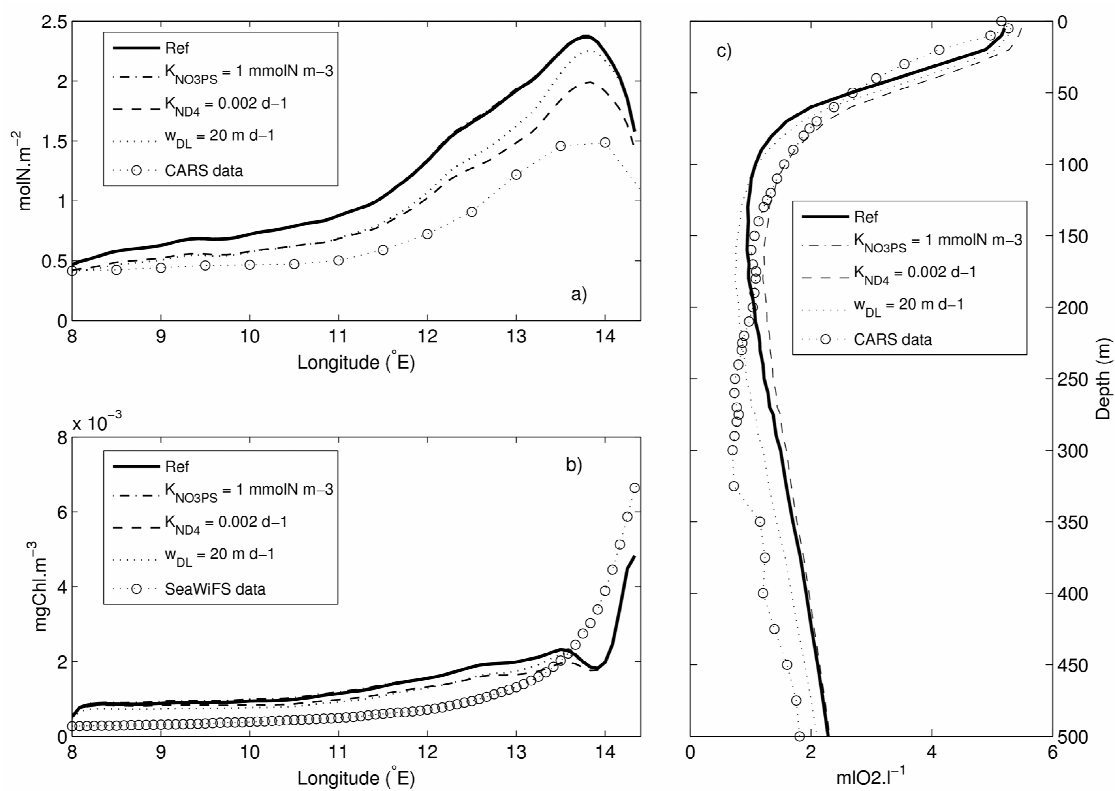 2.5
2
1.5
1
0.5
0
molN.m⁻²
Ref
K_NO3PS = 1 mmolN m−3
K_ND4 = 0.002 d−1
w_DL = 20 m d−1
CARS data
a)
8 9 10 11 12 13 14
Longitude (°E)
x 10⁻³
8
6
4
2
0
mgChl.m⁻³
Ref
K_NO3PS = 1 mmolN m−3
K_ND4 = 0.002 d−1
w_DL = 20 m d−1
SeaWiFS data
b)
8 9 10 11 12 13 14
Longitude (°E)
c)
Ref
K_NO3PS = 1 mmolN m−3
K_ND4 = 0.002 d−1
w_DL = 20 m d−1
CARS data
0
50
100
150
200
250
300
350
400
450
500
Depth (m)
0 2 4 6
mlO2.l⁻¹